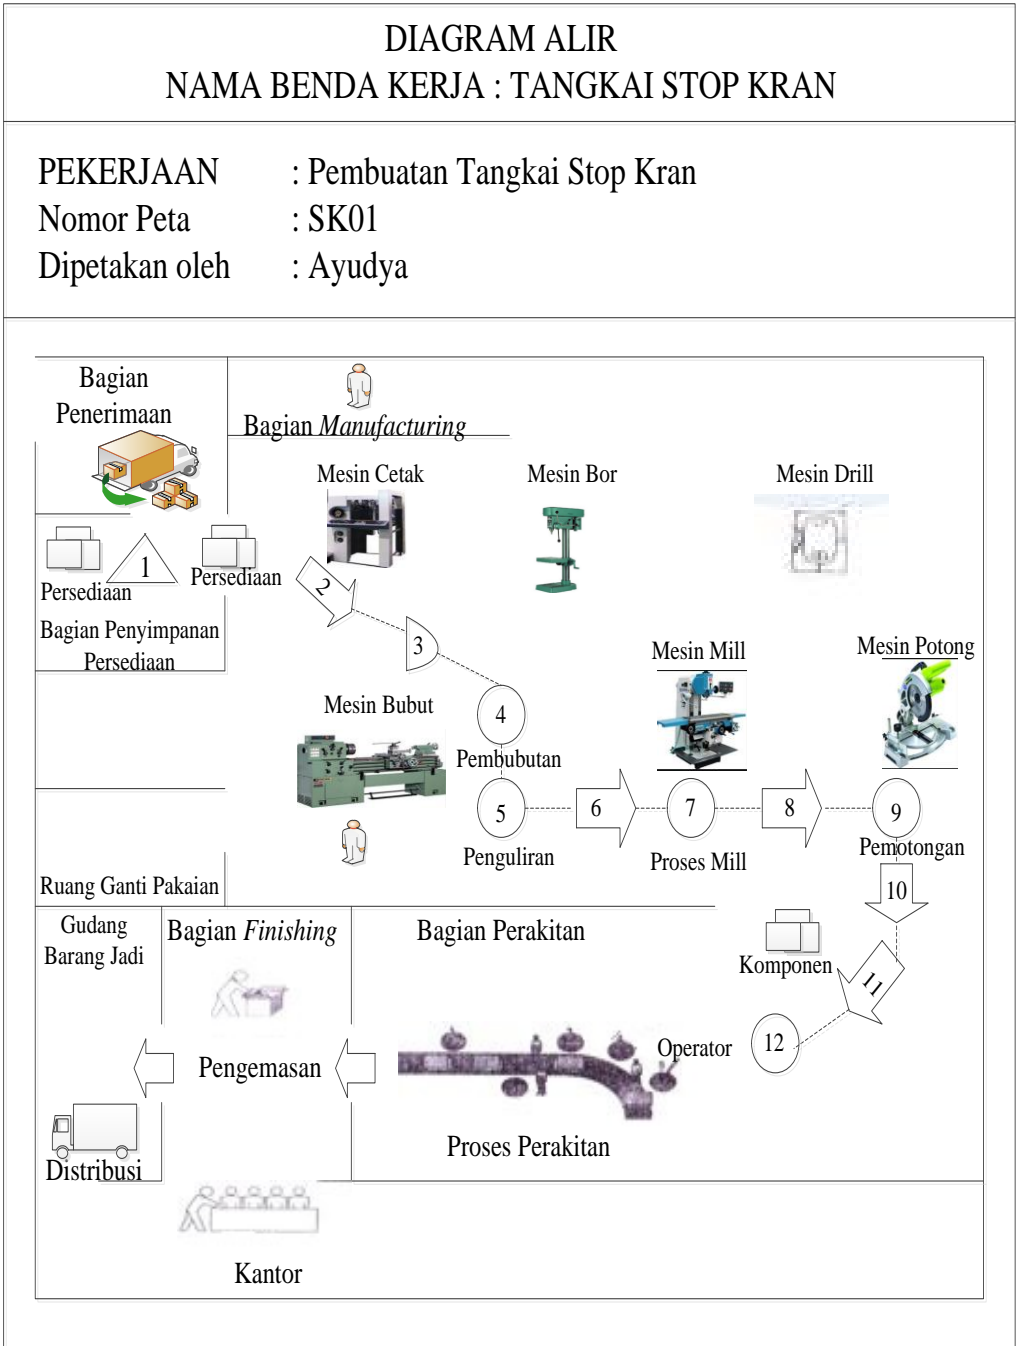 DIAGRAM ALIR
NAMA BENDA KERJA : TANGKAI STOP KRAN
PEKERJAAN : Pembuatan Tangkai Stop Kran
Nomor Peta : SK01
Dipetakan oleh : Ayudya
Bagian
Penerimaan
Bagian Manufacturing
Mesin Cetak
Mesin Bor
Mesin Drill
1
Persediaan
Persediaan
2
Bagian Penyimpanan
Persediaan
3
Mesin Mill
Mesin Potong
Mesin Bubut
4
Pembubutan
5
6
7
8
9
Penguliran
Proses Mill
Pemotongan
Ruang Ganti Pakaian
10
Gudang
Barang Jadi
Bagian Finishing
Bagian Perakitan
Komponen
11
Operator
12
Pengemasan
Proses Perakitan
Distribusi
Kantor